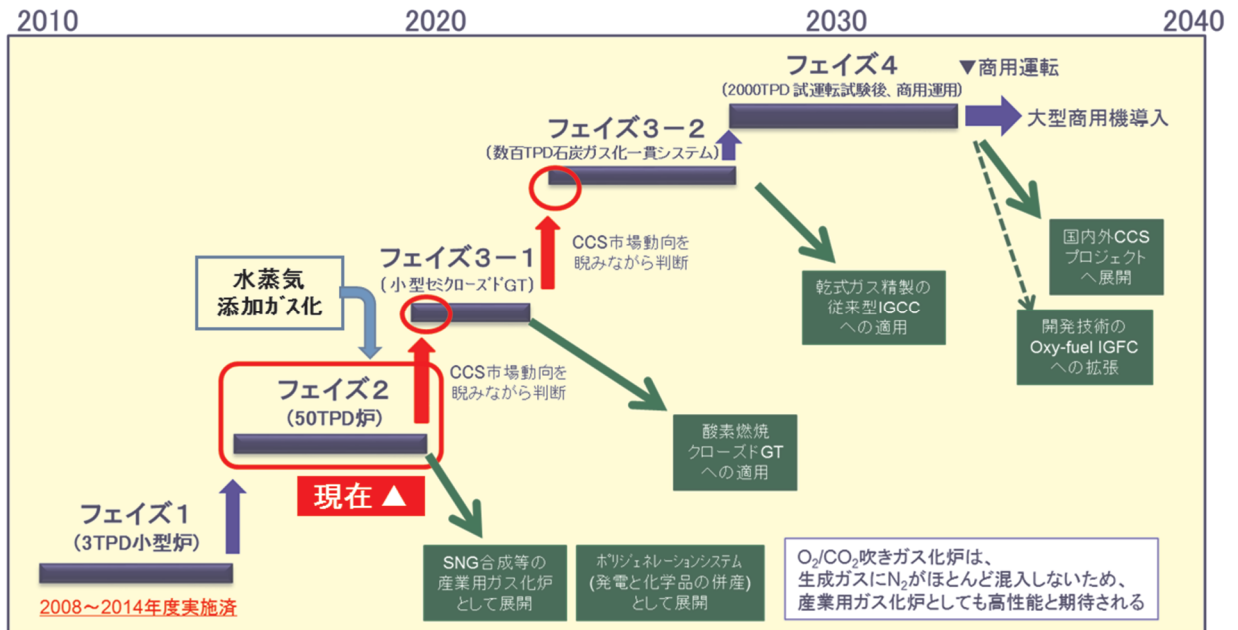 2010
2020
2030
2040
フェイズ4
(2000TPD 試運転試験後、商用運用)
▼商用運転
大型商用機導入
フェイズ3-2
(数百TPD石炭ガス化一貫システム)
CCS市場動向を
睨みながら判断
国内外CCS
プロジェクト
へ展開
フェイズ3-1
(小型セミクローズドGT)
乾式ガス精製の
従来型IGCC
への適用
開発技術の
Oxy-fuel IGFC
への拡張
水蒸気
添加ガス化
CCS市場動向を
睨みながら判断
フェイズ2
(50TPD炉)
酸素燃焼
クローズドGT
への適用
現在▲
フェイズ1
(3TPD小型炉)
2008~2014年度実施済
SNG合成等の
産業用ガス化炉
として展開
ポリジェネレーションシステム
(発電と化学品の併産)
として展開
O₂/CO₂吹きガス化炉は、
生成ガスにN₂がほとんど混入しないため、
産業用ガス化炉としても高性能と期待される